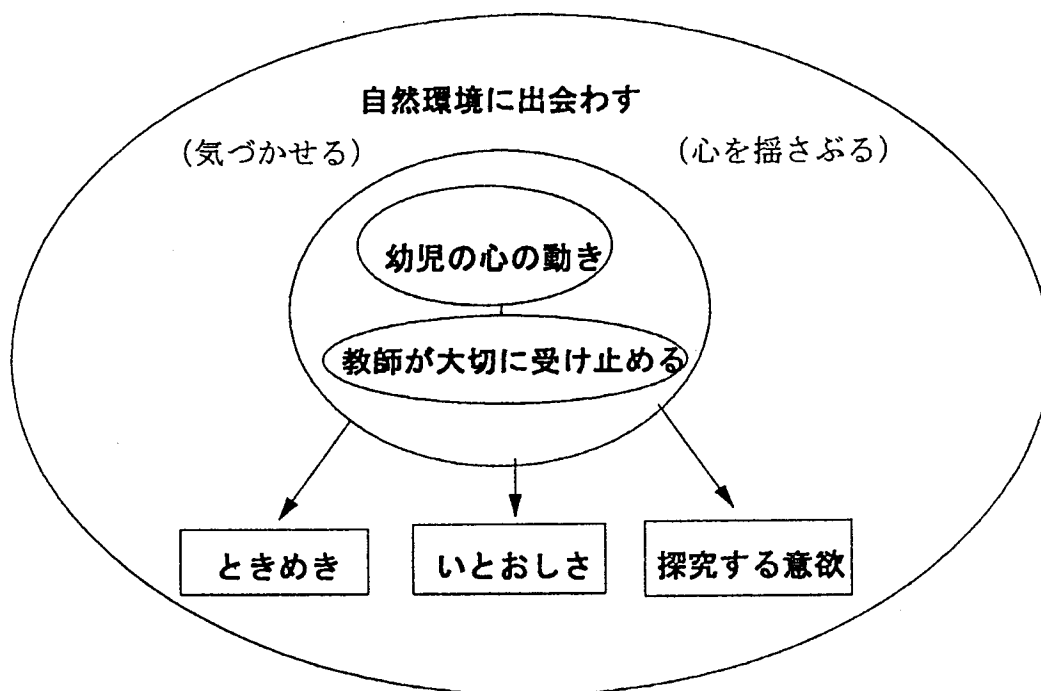 自然環境に出会わす
（気づかせる）
（心を揺さぶる）
幼児の心の動き
教師が大切に受け止める
ときめき
いとおしさ
探究する意欲